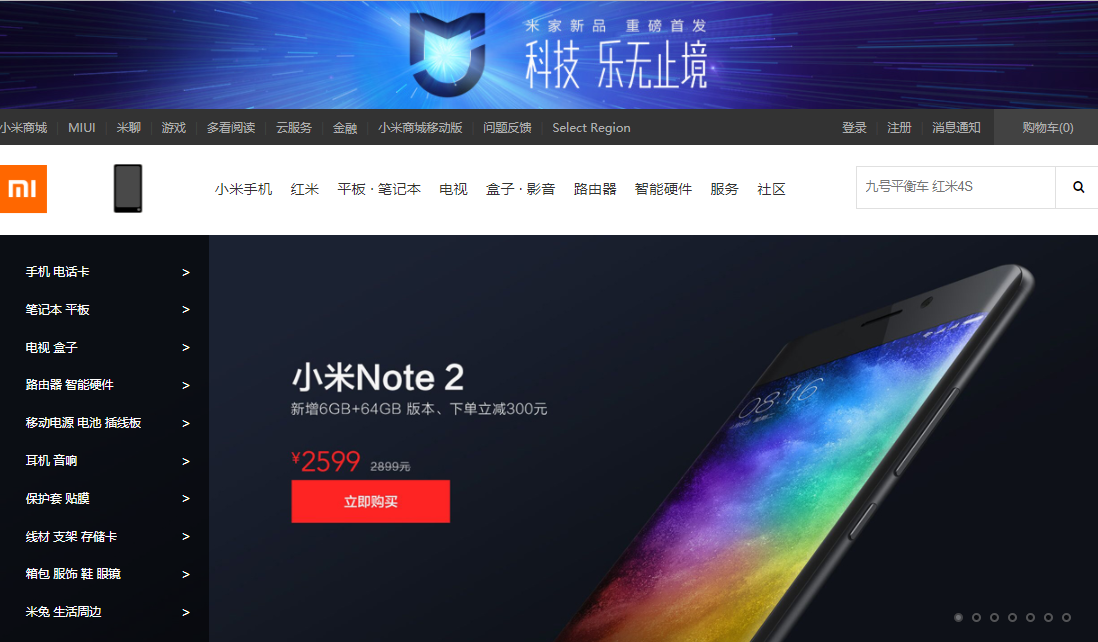 米家新品 重磅首发
科技 乐无止境
小米商城 MIUI 米聊 游戏 多看阅读 云服务 金融 小米商城移动版 问题反馈 Select Region 登录 注册 消息通知 购物车(0)
小米手机 红米 平板 · 笔记本 电视 盒子 · 影音 路由器 智能硬件 服务 社区 九号平衡车 红米4S
手机 电话卡 >
笔记本 平板 >
电视 盒子 >
路由器 智能硬件 >
移动电源 电池 插线板 >
耳机 音响 >
保护套 贴膜 >
线材 支架 存储卡 >
箱包 服饰 鞋 眼镜 >
米兔 生活周边 >
小米Note 2
新增6GB+64GB 版本、下单立减300元
¥2599 2899元
立即购买
08:16